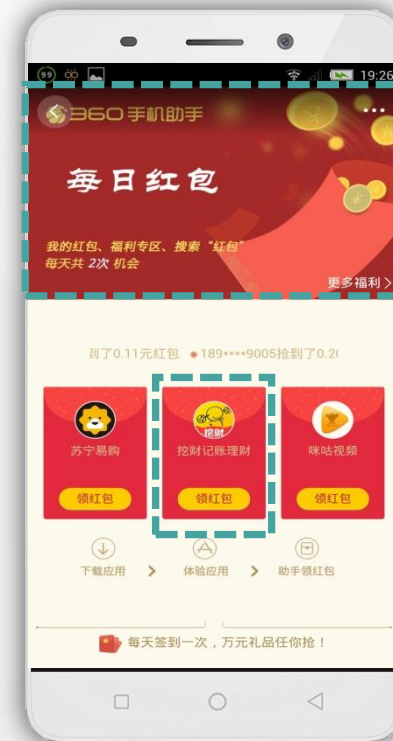 99
19:26
360手机助手
每日红包
我的红包、福利专区、搜索“红包”
每天共 2次 机会
更多福利 >
到了0.11元红包 189****9005抢到了0.20
挖财
苏宁易购 挖财记账理财 咪咕视频
领红包 领红包 领红包
下载应用 > 体验应用 > 助手领红包
每天签到一次，万元礼品任你抢！